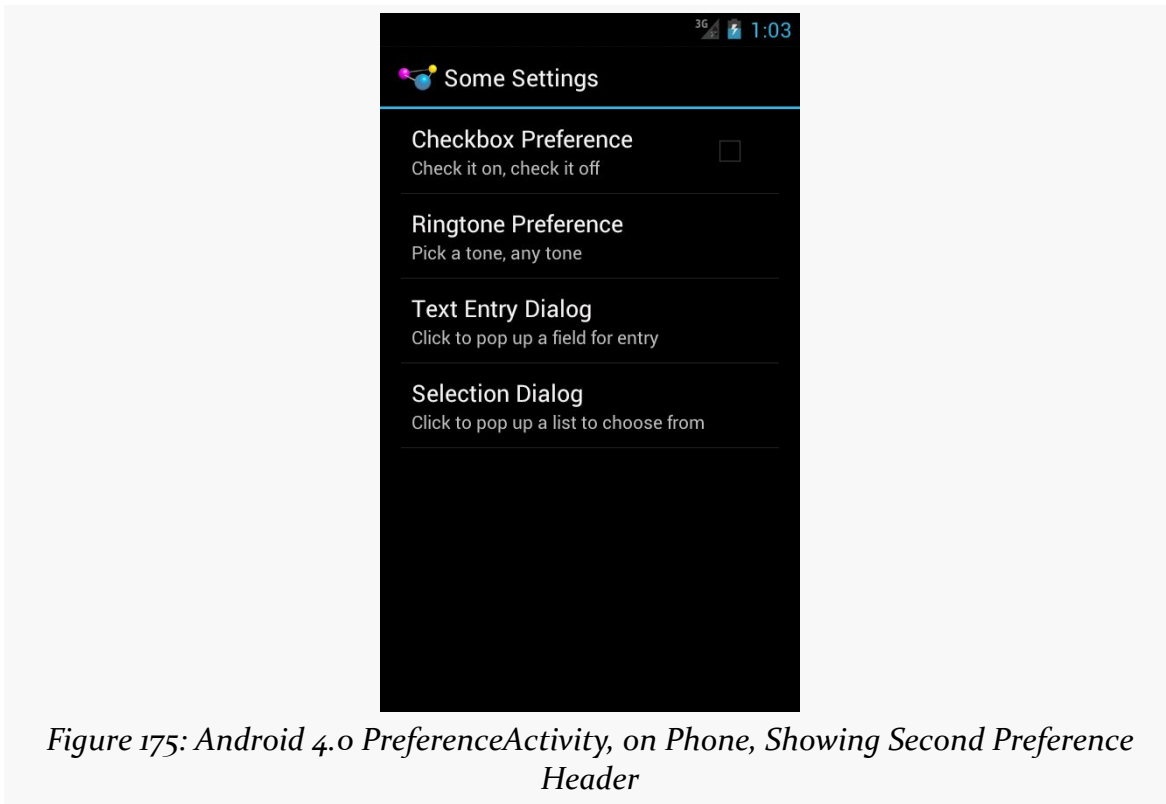 3G 1:03
Some Settings
Checkbox Preference
Check it on, check it off
Ringtone Preference
Pick a tone, any tone
Text Entry Dialog
Click to pop up a field for entry
Selection Dialog
Click to pop up a list to choose from
Figure 175: Android 4.0 PreferenceActivity, on Phone, Showing Second Preference
Header